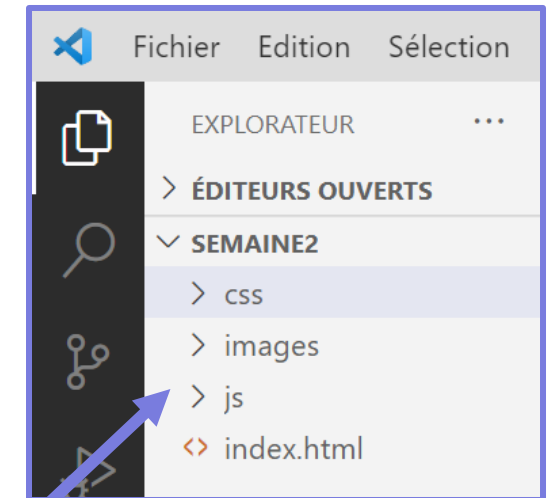 Fichier Edition Sélection
EXPLORATEUR ...
ÉDITEURS OUVERTS
SEMAINE2
css
images
js
index.html